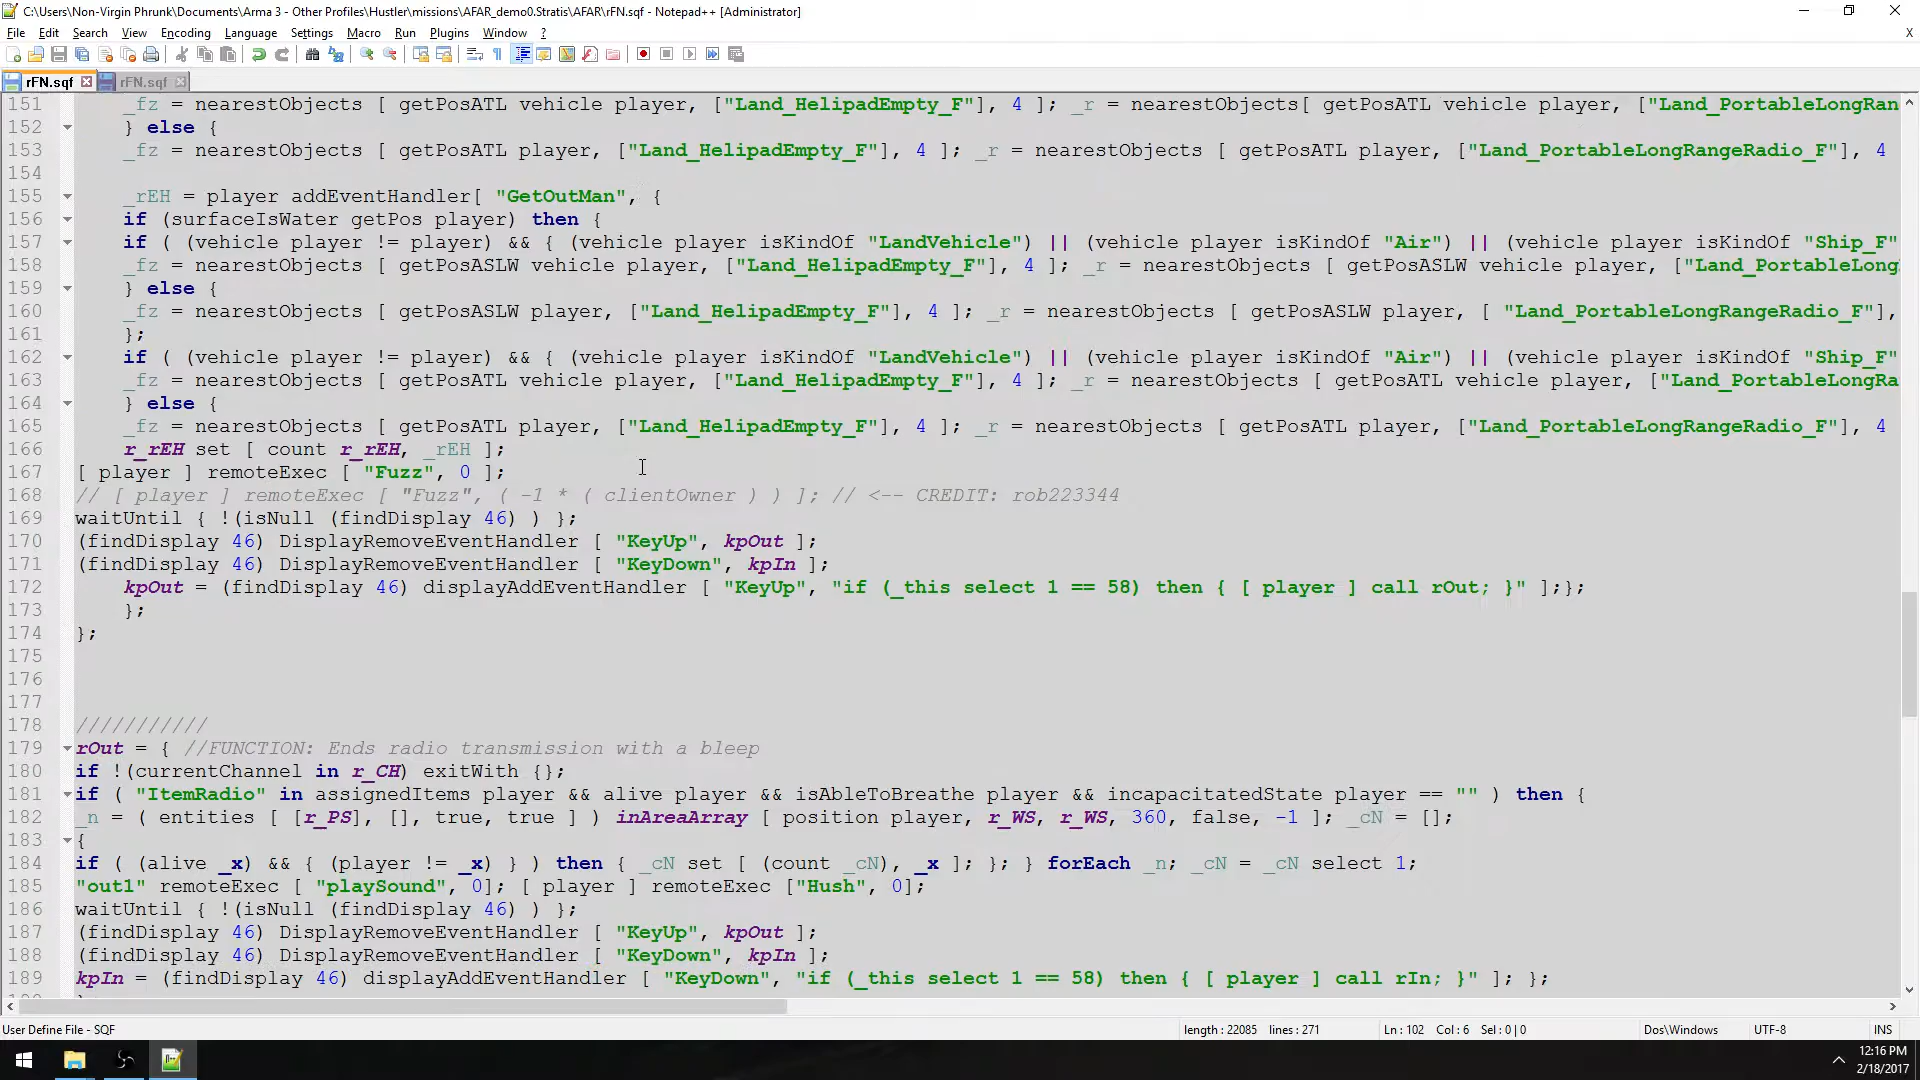 C:\Users\Non-Virgin Phrunk\Documents\Arma 3 - Other Profiles\Hustler\missions\AFAR_demo0.Stratis\AFAR\rFN.sqf - Notepad++ [Administrator]
File Edit Search View Encoding Language Settings Macro Run Plugins Window ? X
rFN.sqf rFN.sqf
151 _fz = nearestObjects [ getPosATL vehicle player, ["Land_HelipadEmpty_F"], 4 ]; _r = nearestObjects[ getPosATL vehicle player, ["Land_PortableLongRan
152 } else {
153 _fz = nearestObjects [ getPosATL player, ["Land_HelipadEmpty_F"], 4 ]; _r = nearestObjects [ getPosATL player, ["Land_PortableLongRangeRadio_F"], 4
154
155 _rEH = player addEventHandler[ "GetOutMan", {
156 if (surfaceIsWater getPos player) then {
157 if ( (vehicle player != player) && { (vehicle player isKindOf "LandVehicle") || (vehicle player isKindOf "Air") || (vehicle player isKindOf "Ship_F"
158 _fz = nearestObjects [ getPosASLW vehicle player, ["Land_HelipadEmpty_F"], 4 ]; _r = nearestObjects [ getPosASLW vehicle player, ["Land_PortableLong
159 } else {
160 _fz = nearestObjects [ getPosASLW player, ["Land_HelipadEmpty_F"], 4 ]; _r = nearestObjects [ getPosASLW player, [ "Land_PortableLongRangeRadio_F"],
161 };
162 if ( (vehicle player != player) && { (vehicle player isKindOf "LandVehicle") || (vehicle player isKindOf "Air") || (vehicle player isKindOf "Ship_F"
163 _fz = nearestObjects [ getPosATL vehicle player, ["Land_HelipadEmpty_F"], 4 ]; _r = nearestObjects [ getPosATL vehicle player, ["Land_PortableLongRa
164 } else {
165 _fz = nearestObjects [ getPosATL player, ["Land_HelipadEmpty_F"], 4 ]; _r = nearestObjects [ getPosATL player, ["Land_PortableLongRangeRadio_F"], 4
166 r_rEH set [ count r_rEH, _rEH ];
167 [ player ] remoteExec [ "Fuzz", 0 ];
168 // [ player ] remoteExec [ "Fuzz", ( -1 * ( clientOwner ) ) ]; // <-- CREDIT: rob223344
169 waitUntil { !(isNull (findDisplay 46) ) };
170 (findDisplay 46) DisplayRemoveEventHandler [ "KeyUp", kpOut ];
171 (findDisplay 46) DisplayRemoveEventHandler [ "KeyDown", kpIn ];
172 kpOut = (findDisplay 46) displayAddEventHandler [ "KeyUp", "if (_this select 1 == 58) then { [ player ] call rOut; }" ];};
173 };
174 };
175
176
177
178 ///////////
179 rOut = { //FUNCTION: Ends radio transmission with a bleep
180 if !(currentChannel in r_CH) exitWith {};
181 if ( "ItemRadio" in assignedItems player && alive player && isAbleToBreathe player && incapacitatedState player == "" ) then {
182 _n = ( entities [ [r_PS], [], true, true ] ) inAreaArray [ position player, r_WS, r_WS, 360, false, -1 ]; _cN = [];
183 {
184 if ( (alive _x) && { (player != _x) } ) then { _cN set [ (count _cN), _x ]; }; } forEach _n; _cN = _cN select 1;
185 "out1" remoteExec [ "playSound", 0]; [ player ] remoteExec ["Hush", 0];
186 waitUntil { !(isNull (findDisplay 46) ) };
187 (findDisplay 46) DisplayRemoveEventHandler [ "KeyUp", kpOut ];
188 (findDisplay 46) DisplayRemoveEventHandler [ "KeyDown", kpIn ];
189 kpIn = (findDisplay 46) displayAddEventHandler [ "KeyDown", "if (_this select 1 == 58) then { [ player ] call rIn; }" ]; };
User Define File - SQF length : 22085 lines : 271 Ln : 102 Col : 6 Sel : 0 | 0 Dos\Windows UTF-8 INS
12:16 PM
2/18/2017